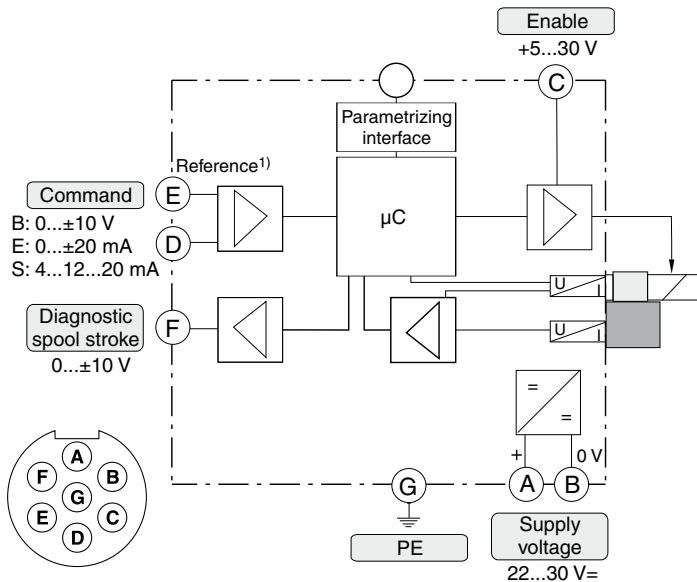 Enable
+5...30 V
C
Parametrizing
interface
Reference1)
Command
E
B: 0...±10 V
E: 0...±20 mA
S: 4...12...20 mA
D
µC
U
I
Diagnostic
spool stroke
F
0...±10 V
U
I
=
=
+
0 V
A
B
G
PE
Supply
voltage
22...30 V=
A
F
B
G
E
C
D